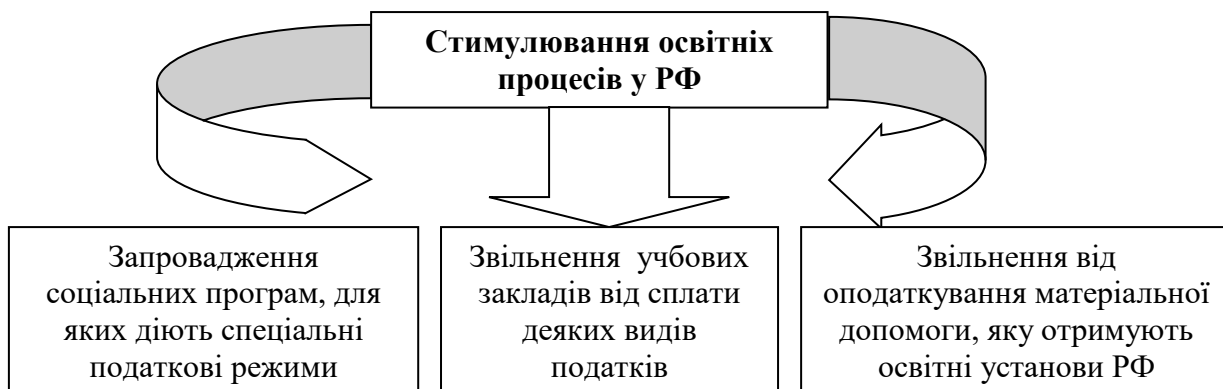 Стимулювання освітніх
процесів у РФ
Запровадження
соціальних програм, для
яких діють спеціальні
податкові режими
Звільнення учбових
закладів від сплати
деяких видів
податків
Звільнення від
оподаткування матеріальної
допомоги, яку отримують
освітні установи РФ